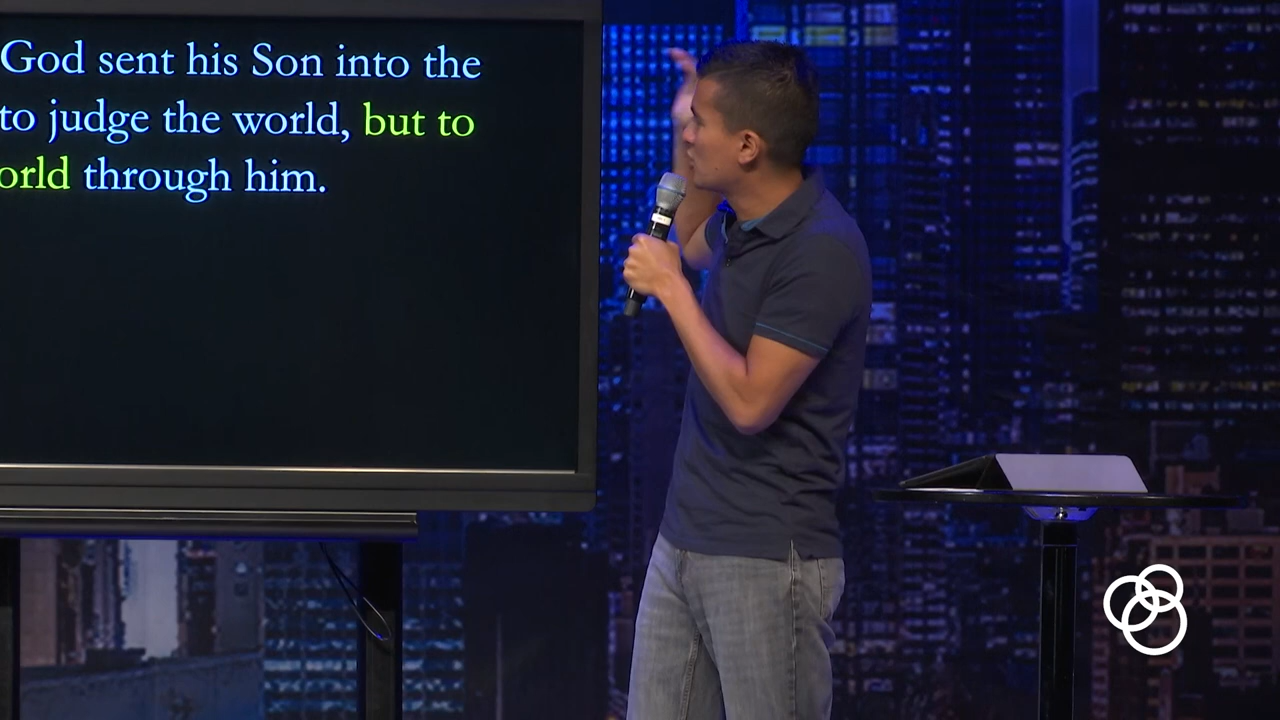 God sent his Son into the
to judge the world, but to
orld through him.